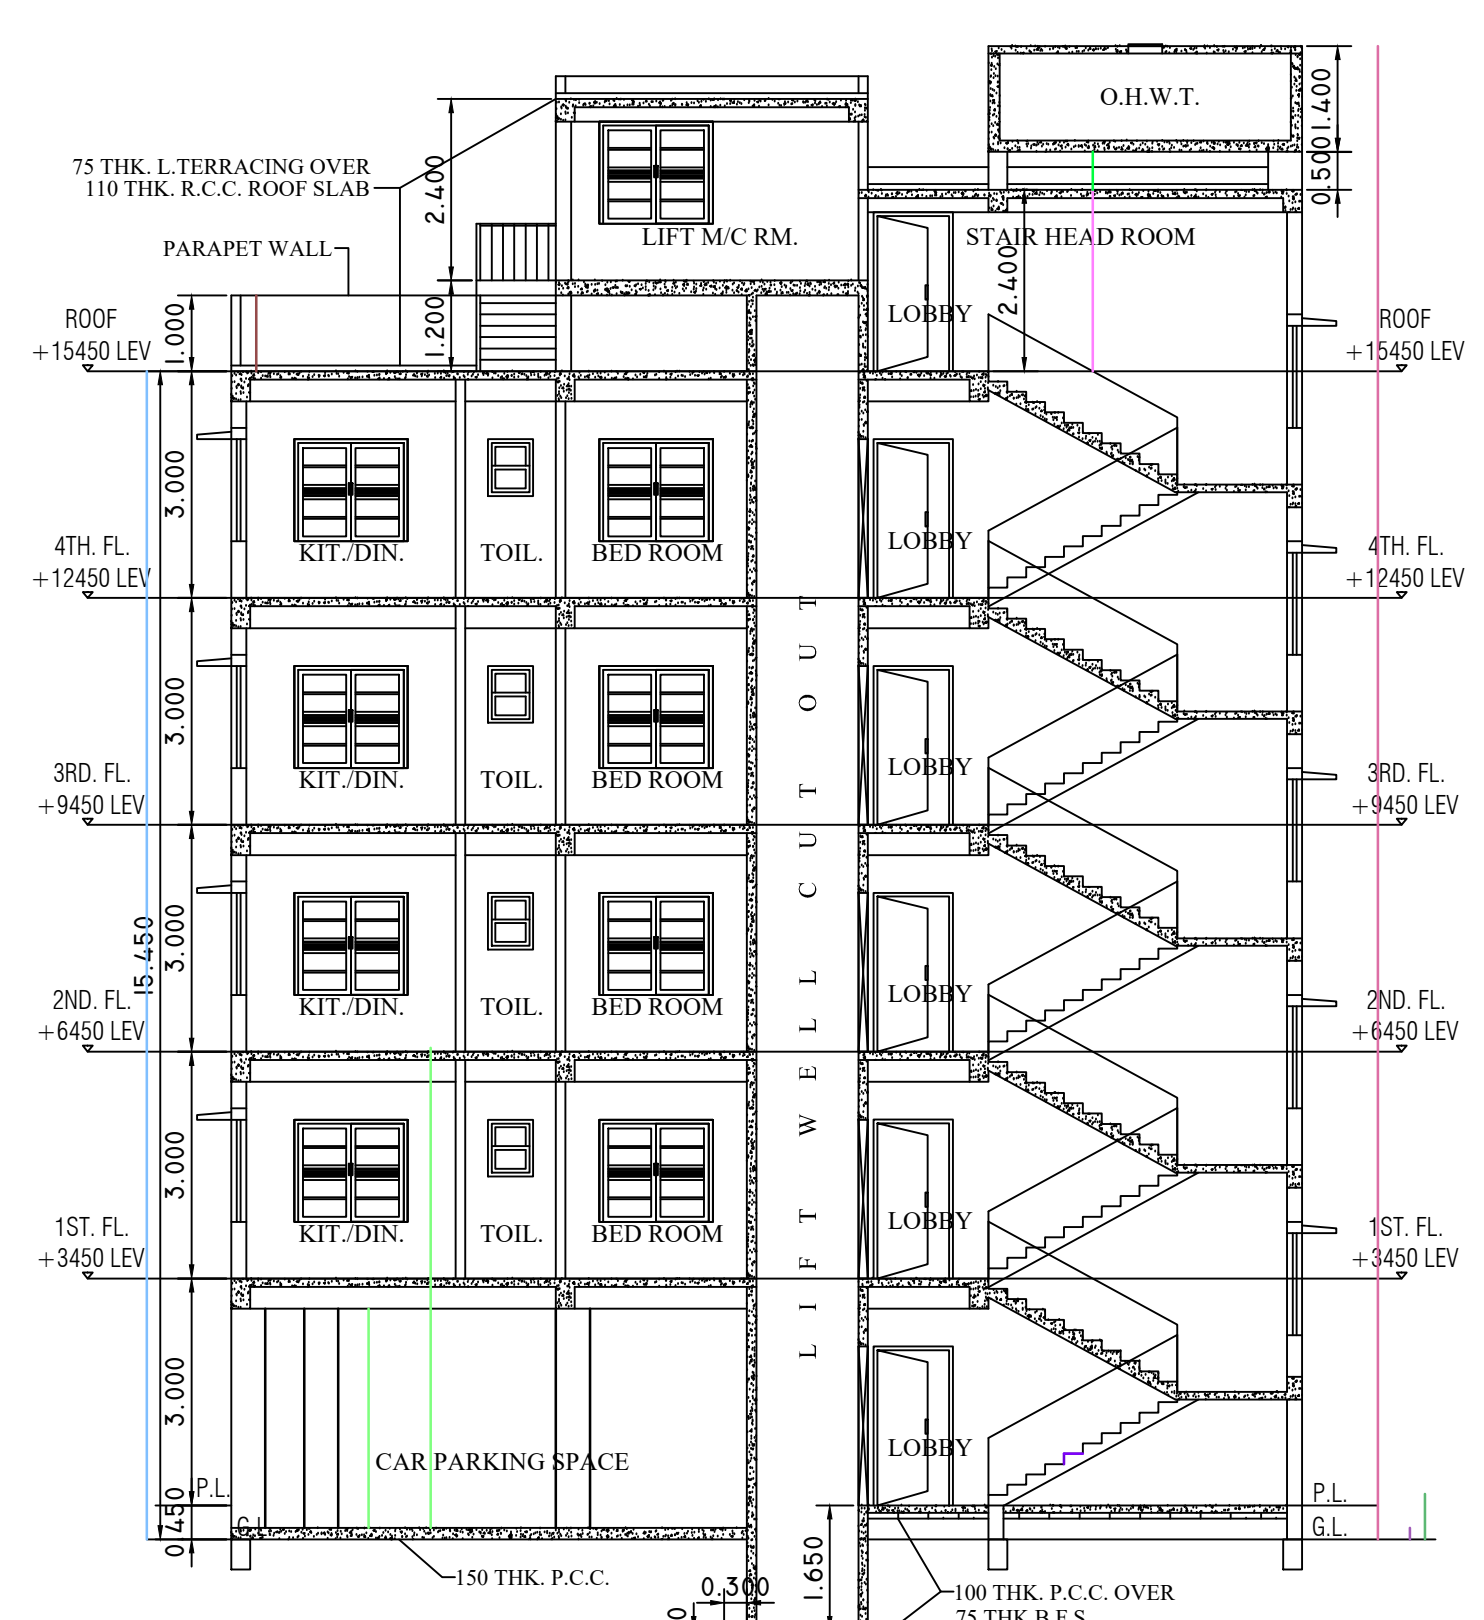 O.H.W.T.
1.400
0.500
75 THK. L.TERRACING OVER
110 THK. R.C.C. ROOF SLAB
2.400
LIFT M/C RM.
STAIR HEAD ROOM
PARAPET WALL
2.400
LOBBY
1.200
1.000
ROOF
+15450 LEV
ROOF
+15450 LEV
3.000
KIT./DIN.
TOIL.
BED ROOM
LOBBY
4TH. FL.
+12450 LEV
4TH. FL.
+12450 LEV
3.000
KIT./DIN.
TOIL.
BED ROOM
LOBBY
3RD. FL.
+9450 LEV
3RD. FL.
+9450 LEV
15.450
3.000
KIT./DIN.
TOIL.
BED ROOM
LOBBY
2ND. FL.
+6450 LEV
2ND. FL.
+6450 LEV
3.000
KIT./DIN.
TOIL.
BED ROOM
LOBBY
1ST. FL.
+3450 LEV
1ST. FL.
+3450 LEV
LIFT WELL CUT OUT
3.000
CAR PARKING SPACE
LOBBY
P.L.
P.L.
0.450
G.L.
G.L.
1.650
150 THK. P.C.C.
0.300
100 THK. P.C.C. OVER
75 THK.B.F.S.